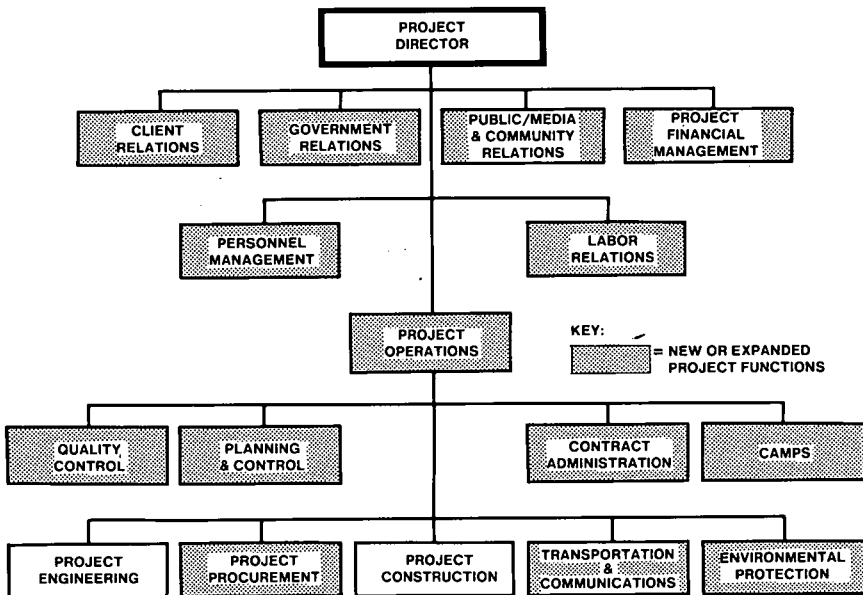 PROJECT
DIRECTOR
CLIENT
RELATIONS
GOVERNMENT
RELATIONS
PUBLIC/MEDIA
& COMMUNITY
RELATIONS
PROJECT
FINANCIAL
MANAGEMENT
PERSONNEL
MANAGEMENT
LABOR
RELATIONS
PROJECT
OPERATIONS
KEY:
= NEW OR EXPANDED
PROJECT FUNCTIONS
QUALITY
CONTROL
PLANNING
& CONTROL
CONTRACT
ADMINISTRATION
CAMPS
PROJECT
ENGINEERING
PROJECT
PROCUREMENT
PROJECT
CONSTRUCTION
TRANSPORTATION
&
COMMUNICATIONS
ENVIRONMENTAL
PROTECTION